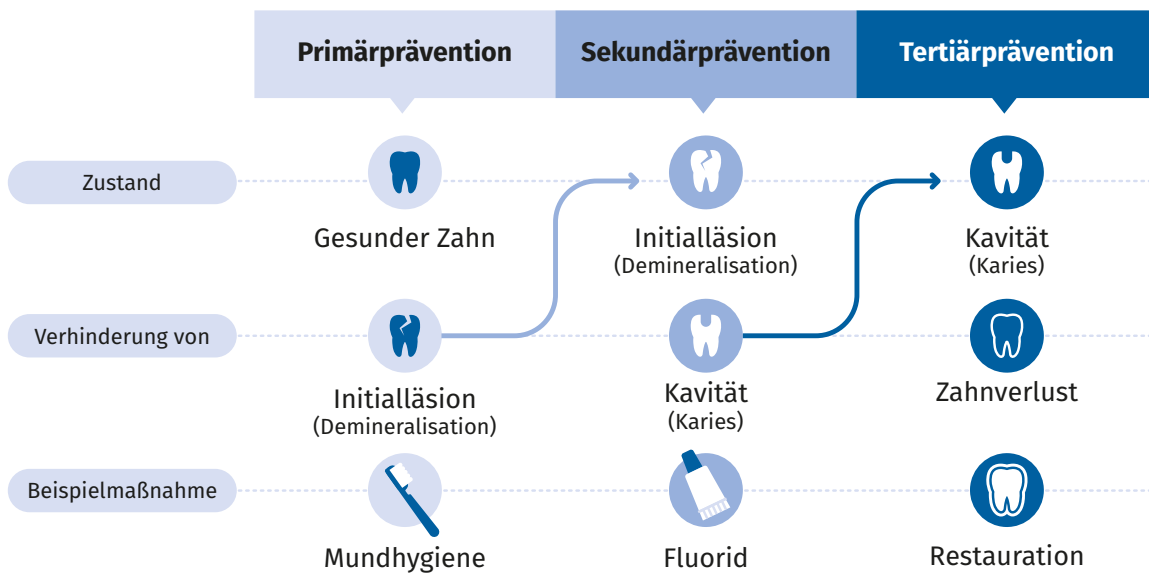 Primärprävention
Sekundärprävention
Tertiärprävention
Zustand
Gesunder Zahn
Initialläsion
(Demineralisation)
Kavität
(Karies)
Verhinderung von
Initialläsion
(Demineralisation)
Kavität
(Karies)
Zahnverlust
Beispielmaßnahme
Mundhygiene
Fluorid
Restauration